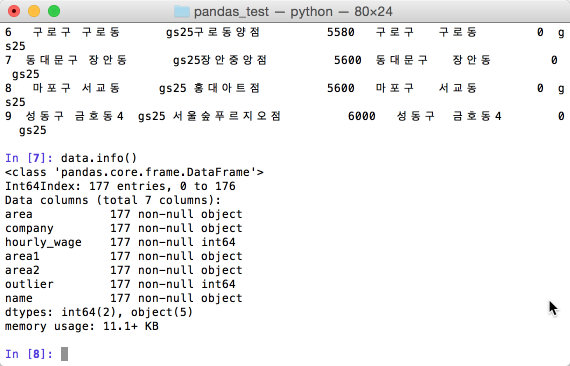 pandas_test — python — 80×24
6 구로구 구로동 gs25구로동양점 5580 구로구 구로동 0 g
s25
7 동대문구 장안동 gs25장안중앙점 5600 동대문구 장안동 0
gs25
8 마포구 서교동 gs25 홍대아트점 5600 마포구 서교동 0 g
s25
9 성동구 금호동4 gs25 서울숲푸르지오점 6000 성동구 금호동4 0
gs25
In [7]: data.info()
<class 'pandas.core.frame.DataFrame'>
Int64Index: 177 entries, 0 to 176
Data columns (total 7 columns):
area 177 non-null object
company 177 non-null object
hourly_wage 177 non-null int64
area1 177 non-null object
area2 177 non-null object
outlier 177 non-null int64
name 177 non-null object
dtypes: int64(2), object(5)
memory usage: 11.1+ KB
In [8]: